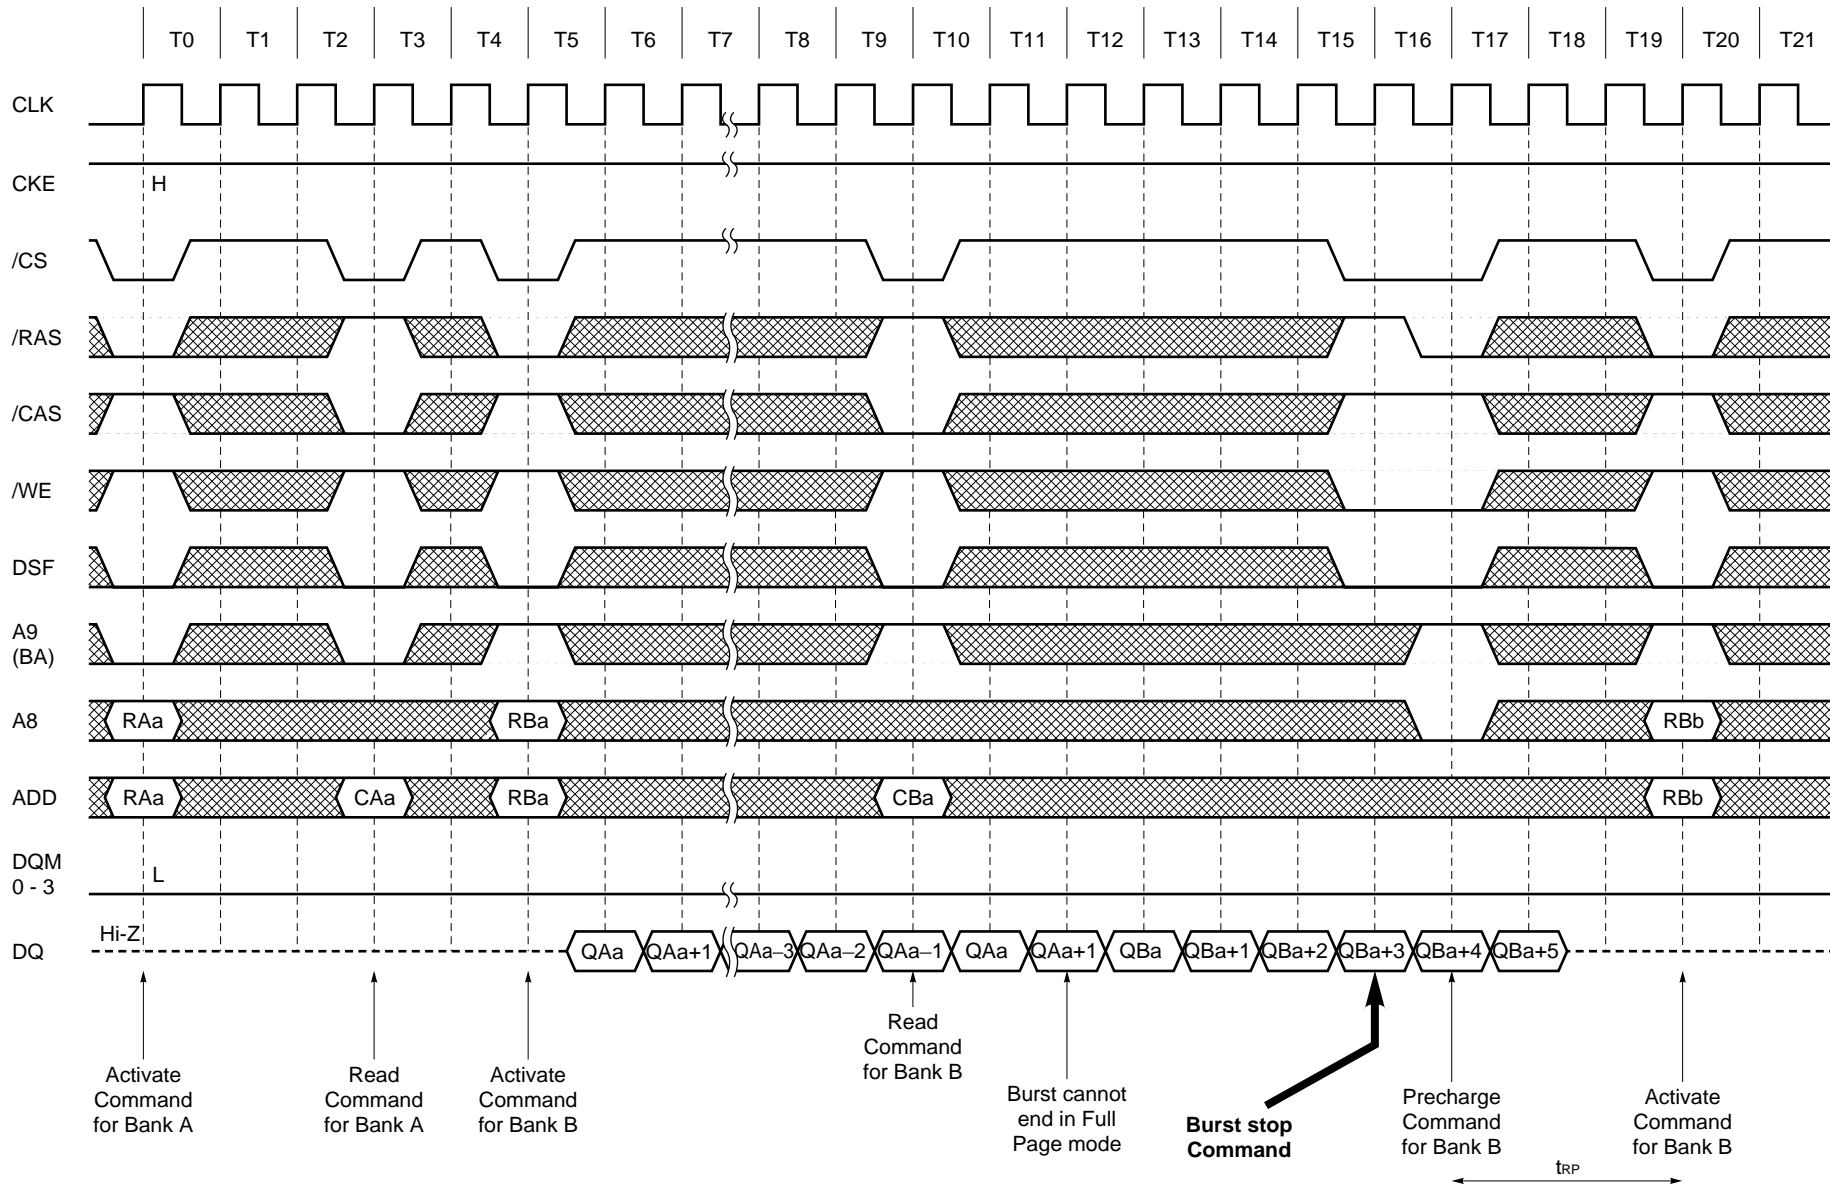 T0 T1 T2 T3 T4 T5 T6 T7 T8 T9 T10 T11 T12 T13 T14 T15 T16 T17 T18 T19 T20 T21
CLK
CKE
H
/CS
/RAS
/CAS
/WE
DSF
A9
(BA)
A8 RAa RBa RBb
ADD RAa CAa RBa CBa RBb
DQM
0 - 3
L
Hi-Z
DQ QAa QAa+1 QAa–3 QAa–2 QAa–1 QAa QAa+1 QBa QBa+1 QBa+2 QBa+3 QBa+4 QBa+5
Activate
Command
for Bank A
Read
Command
for Bank A
Activate
Command
for Bank B
Read
Command
for Bank B
Burst cannot
end in Full
Page mode
Burst stop
Command
Precharge
Command
for Bank B
Activate
Command
for Bank B
tRP